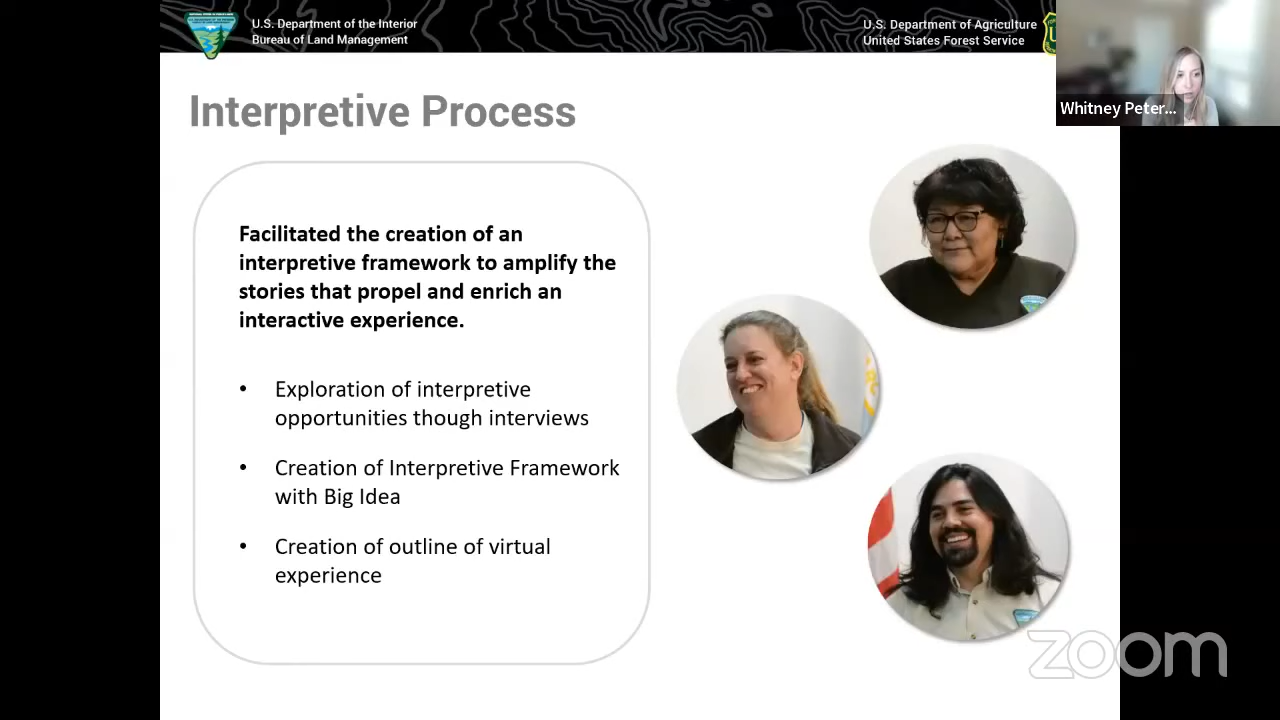 U.S. Department of the Interior
Bureau of Land Management
U.S. Department of Agriculture
United States Forest Service
Whitney Peter...
Interpretive Process
Facilitated the creation of an
interpretive framework to amplify the
stories that propel and enrich an
interactive experience.
• Exploration of interpretive
opportunities though interviews
• Creation of Interpretive Framework
with Big Idea
• Creation of outline of virtual
experience
zoom